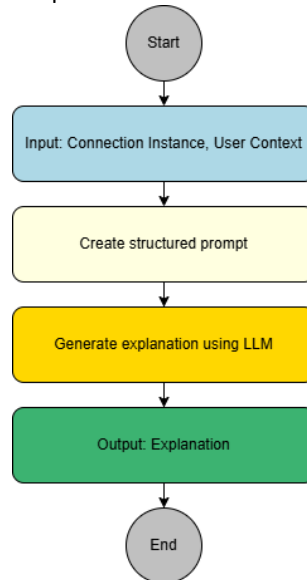 Start
Input: Connection Instance, User Context
Create structured prompt
Generate explanation using LLM
Output: Explanation
End